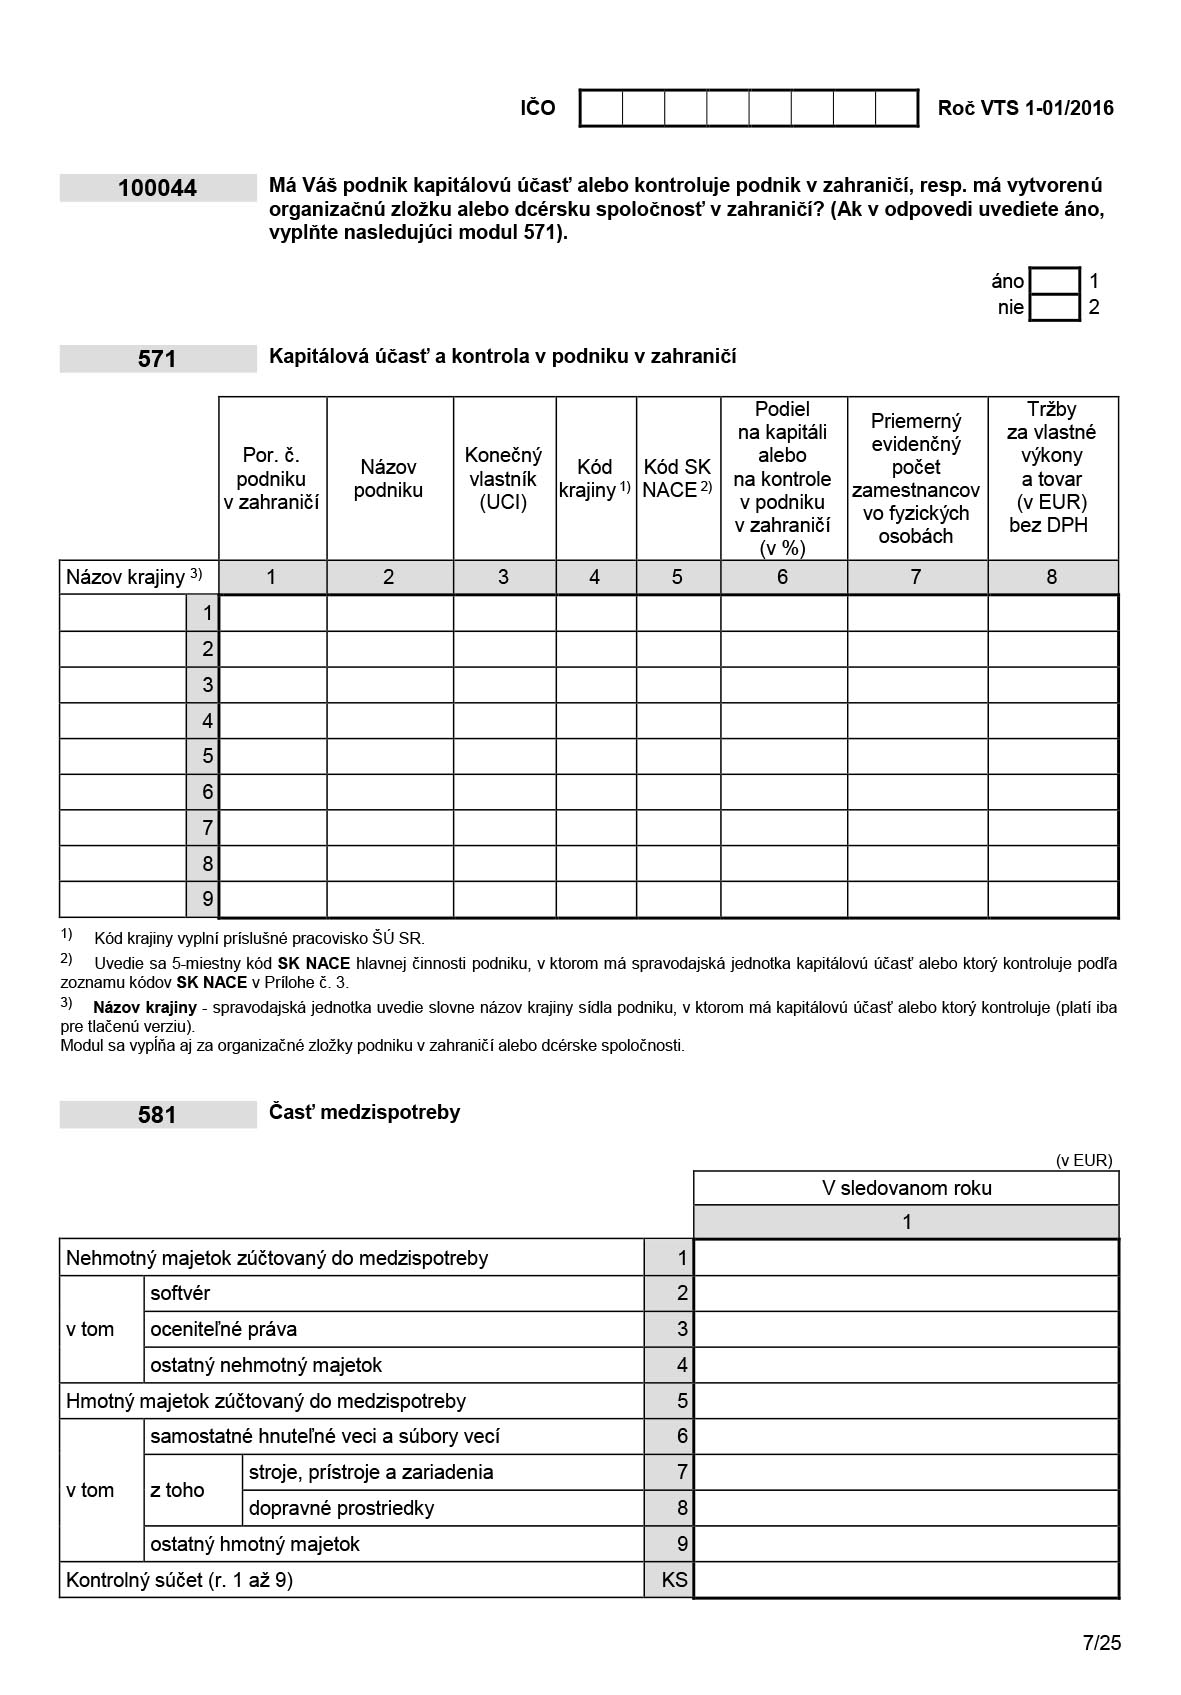 IČO Roč VTS 1-01/2016
100044 Má Váš podnik kapitálovú účasť alebo kontroluje podnik v zahraničí, resp. má vytvorenú
organizačnú zložku alebo dcérsku spoločnosť v zahraničí? (Ak v odpovedi uvediete áno,
vyplňte nasledujúci modul 571).
áno 1
nie 2
571 Kapitálová účasť a kontrola v podniku v zahraničí
Por. č.
podniku
v zahraničí
Názov
podniku
Konečný
vlastník
(UCI)
Kód
krajiny 1)
Kód SK
NACE 2)
Podiel
na kapitáli
alebo
na kontrole
v podniku
v zahraničí
(v %)
Priemerný
evidenčný
počet
zamestnancov
vo fyzických
osobách
Tržby
za vlastné
výkony
a tovar
(v EUR)
bez DPH
Názov krajiny 3) 1 2 3 4 5 6 7 8
1
2
3
4
5
6
7
8
9
1) Kód krajiny vyplní príslušné pracovisko ŠÚ SR.
2) Uvedie sa 5-miestny kód SK NACE hlavnej činnosti podniku, v ktorom má spravodajská jednotka kapitálovú účasť alebo ktorý kontroluje podľa
zoznamu kódov SK NACE v Prílohe č. 3.
3) Názov krajiny - spravodajská jednotka uvedie slovne názov krajiny sídla podniku, v ktorom má kapitálovú účasť alebo ktorý kontroluje (platí iba
pre tlačenú verziu).
Modul sa vypĺňa aj za organizačné zložky podniku v zahraničí alebo dcérske spoločnosti.
581 Časť medzispotreby
(v EUR)
V sledovanom roku
1
Nehmotný majetok zúčtovaný do medzispotreby 1
v tom
softvér 2
oceniteľné práva 3
ostatný nehmotný majetok 4
Hmotný majetok zúčtovaný do medzispotreby 5
v tom
samostatné hnuteľné veci a súbory vecí 6
z toho
stroje, prístroje a zariadenia 7
dopravné prostriedky 8
ostatný hmotný majetok 9
Kontrolný súčet (r. 1 až 9) KS
7/25